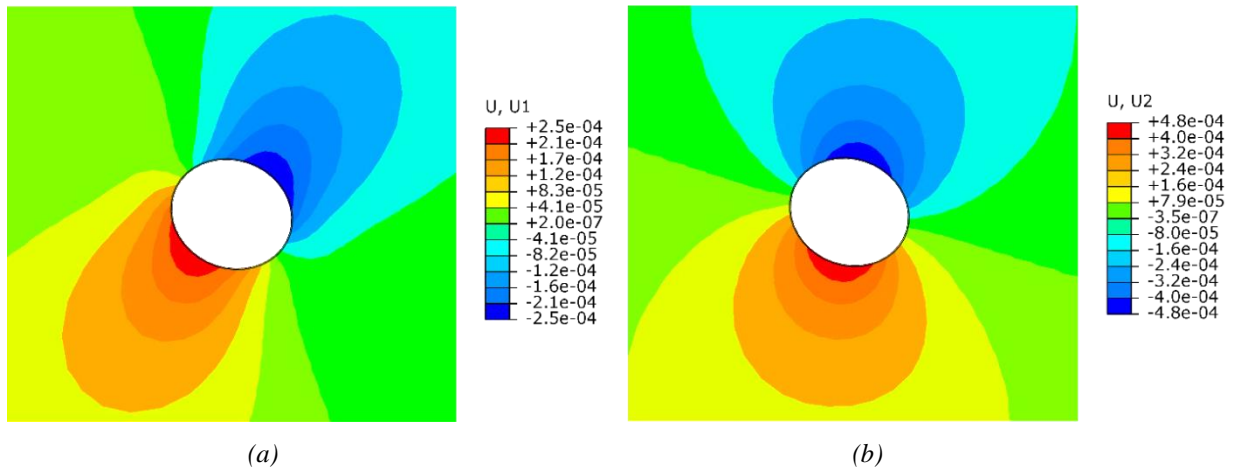 U, U1
+2.5e-04
+2.1e-04
+1.7e-04
+1.2e-04
+8.3e-05
+4.1e-05
+2.0e-07
-4.1e-05
-8.2e-05
-1.2e-04
-1.6e-04
-2.1e-04
-2.5e-04
U, U2
+4.8e-04
+4.0e-04
+3.2e-04
+2.4e-04
+1.6e-04
+7.9e-05
-3.5e-07
-8.0e-05
-1.6e-04
-2.4e-04
-3.2e-04
-4.0e-04
-4.8e-04
(a)
(b)